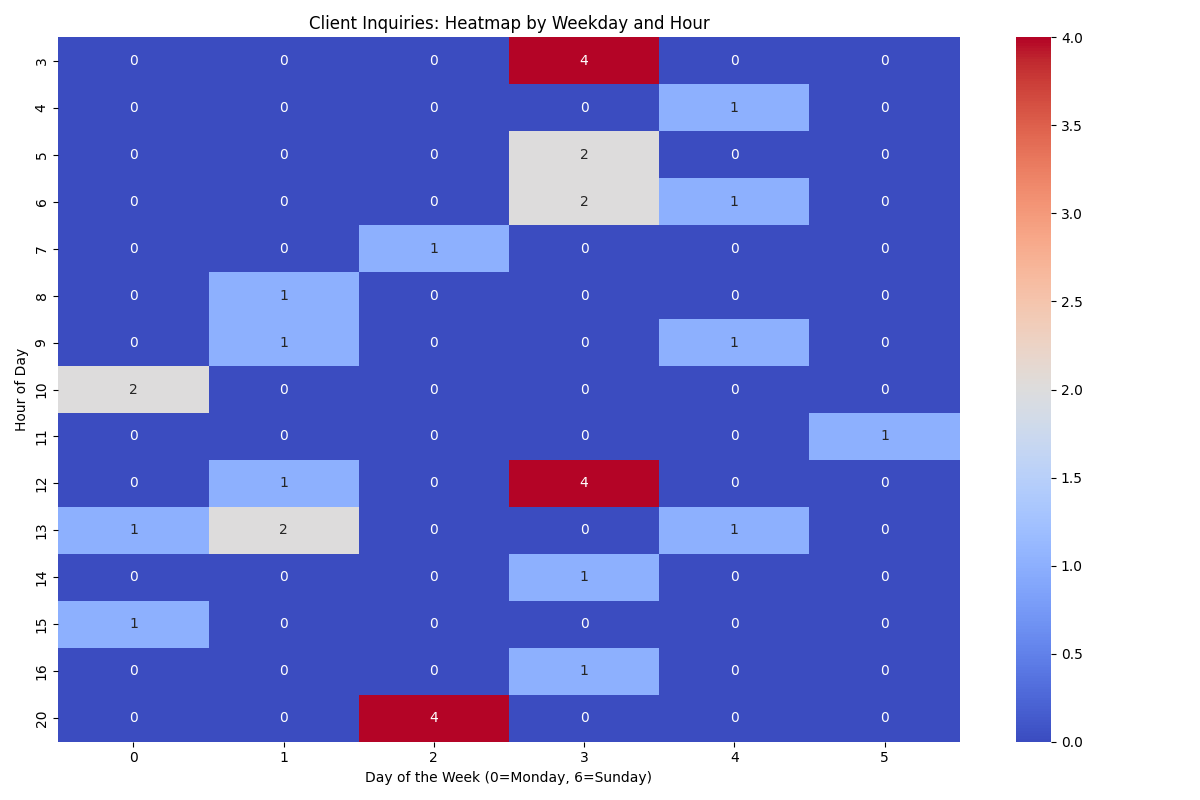 Client Inquiries: Heatmap by Weekday and Hour
Hour of Day
3 0 0 0 4 0 0
4 0 0 0 0 1 0
5 0 0 0 2 0 0
6 0 0 0 2 1 0
7 0 0 1 0 0 0
8 0 1 0 0 0 0
9 0 1 0 0 1 0
10 2 0 0 0 0 0
11 0 0 0 0 0 1
12 0 1 0 4 0 0
13 1 2 0 0 1 0
14 0 0 0 1 0 0
15 1 0 0 0 0 0
16 0 0 0 1 0 0
20 0 0 4 0 0 0
0 1 2 3 4 5
Day of the Week (0=Monday, 6=Sunday)
4.0
3.5
3.0
2.5
2.0
1.5
1.0
0.5
0.0